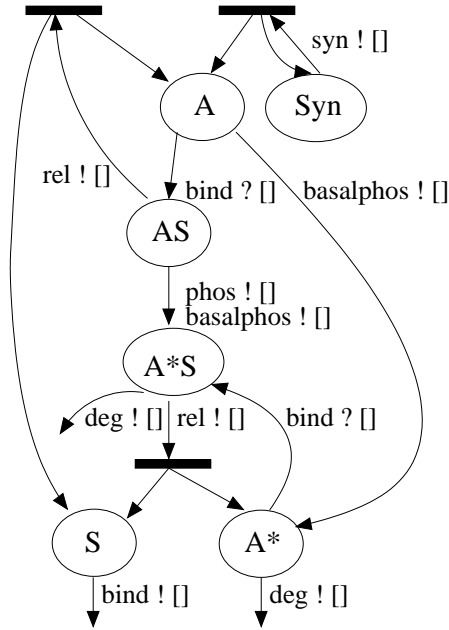 syn ! []
A
Syn
rel ! []
bind ? []
basalphos ! []
AS
phos ! []
basalphos ! []
A*S
deg ! []
rel ! []
bind ? []
S
A*
bind ! []
deg ! []